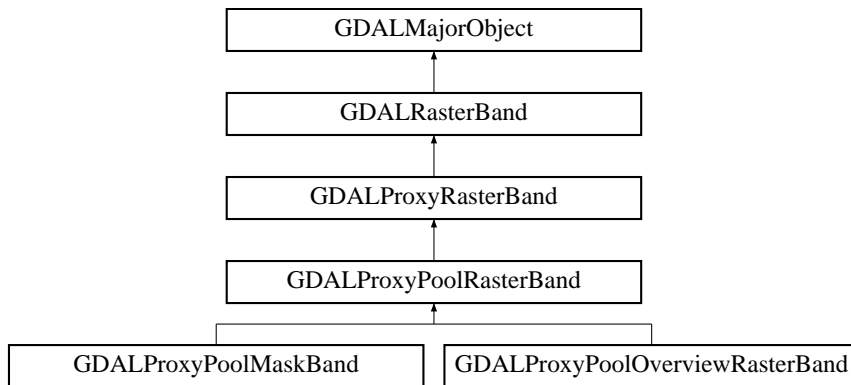 GDALMajorObject
GDALRasterBand
GDALProxyRasterBand
GDALProxyPoolRasterBand
GDALProxyPoolMaskBand
GDALProxyPoolOverviewRasterBand